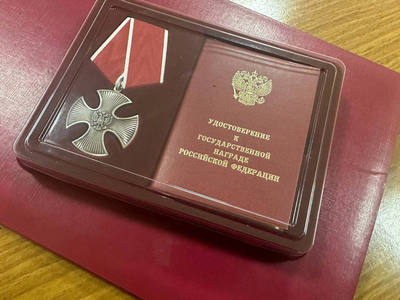 УДОСТОВЕРЕНИЕ
К
ГОСУДАРСТВЕННОЙ
НАГРАДЕ
РОССИЙСКОЙ ФЕДЕРАЦИИ